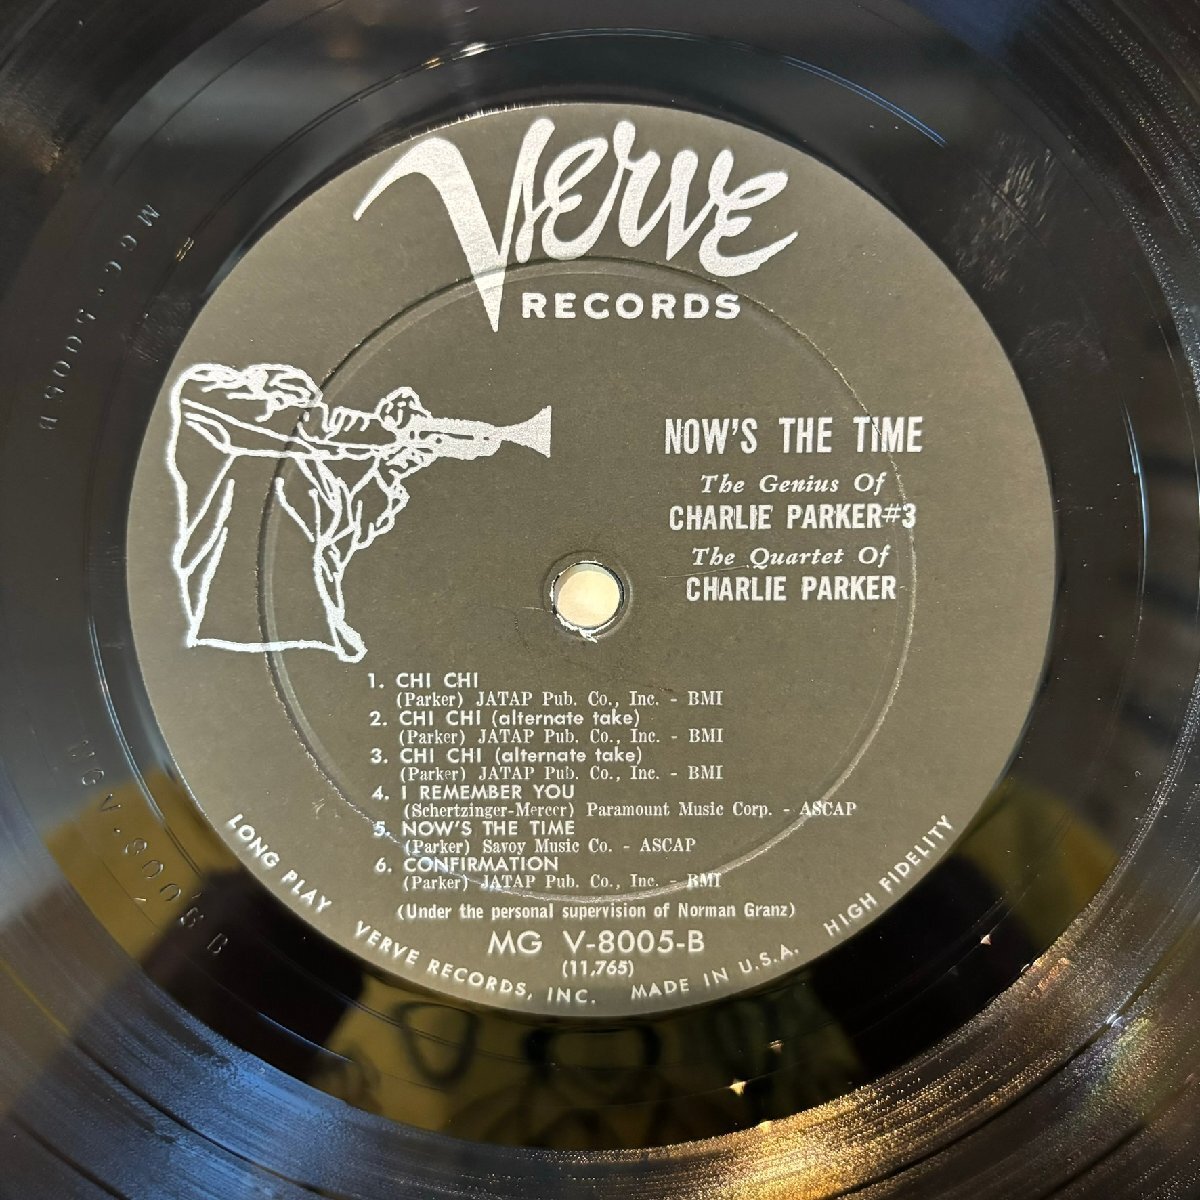 Verve
RECORDS
NOW'S THE TIME
The Genius Of
CHARLIE PARKER#3
The Quartet Of
CHARLIE PARKER
1. CHI CHI
(Parker) JATAP Pub. Co., Inc. - BMI
2. CHI CHI (alternate take)
(Parker) JATAP Pub. Co., Inc. - BMI
3. CHI CHI (alternate take)
(Parker) JATAP Pub. Co., Inc. - BMI
4. I REMEMBER YOU
(Schertzinger-Mercer) Paramount Music Corp. - ASCAP
5. NOW'S THE TIME
(Parker) Savoy Music Co. - ASCAP
6. CONFIRMATION
(Parker) JATAP Pub. Co., Inc. - BMI
(Under the personal supervision of Norman Granz)
MG V-8005-B
(11,765)
LONG PLAY VERVE RECORDS, INC. MADE IN U.S.A. HIGH FIDELITY